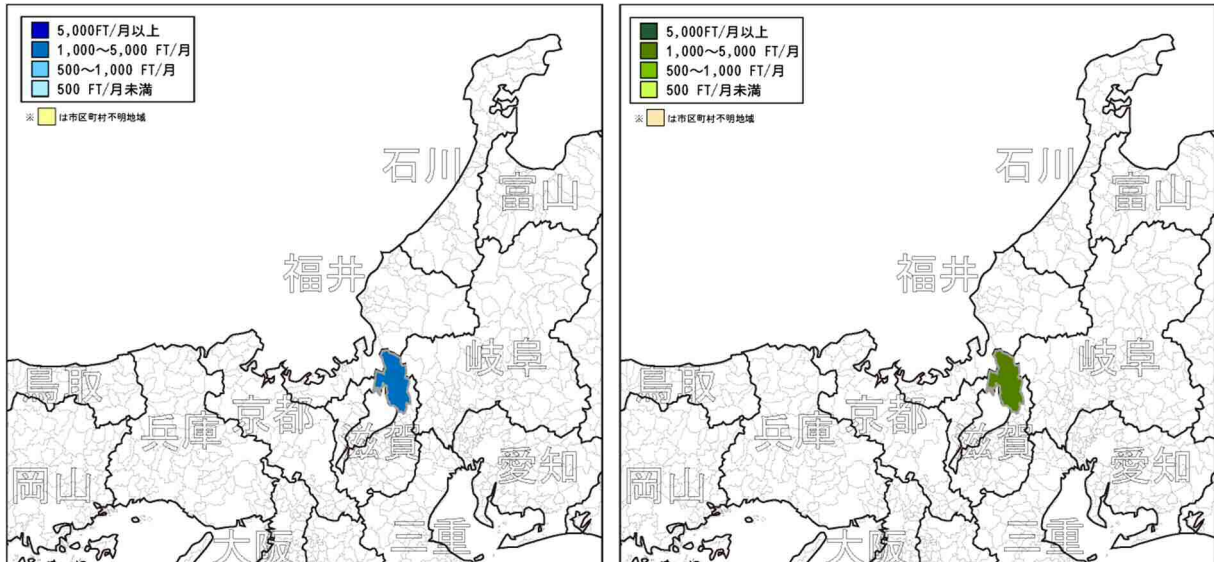 5,000FT/月以上
1,000～5,000 FT/月
500～1,000 FT/月
500 FT/月未満
※ は市区町村不明地域
石川
富山
福井
岐阜
鳥取
京都
兵庫
滋賀
愛知
岡山
大阪
三重
5,000FT/月以上
1,000～5,000 FT/月
500～1,000 FT/月
500 FT/月未満
※ は市区町村不明地域
石川
富山
福井
岐阜
鳥取
京都
兵庫
滋賀
愛知
岡山
大阪
三重